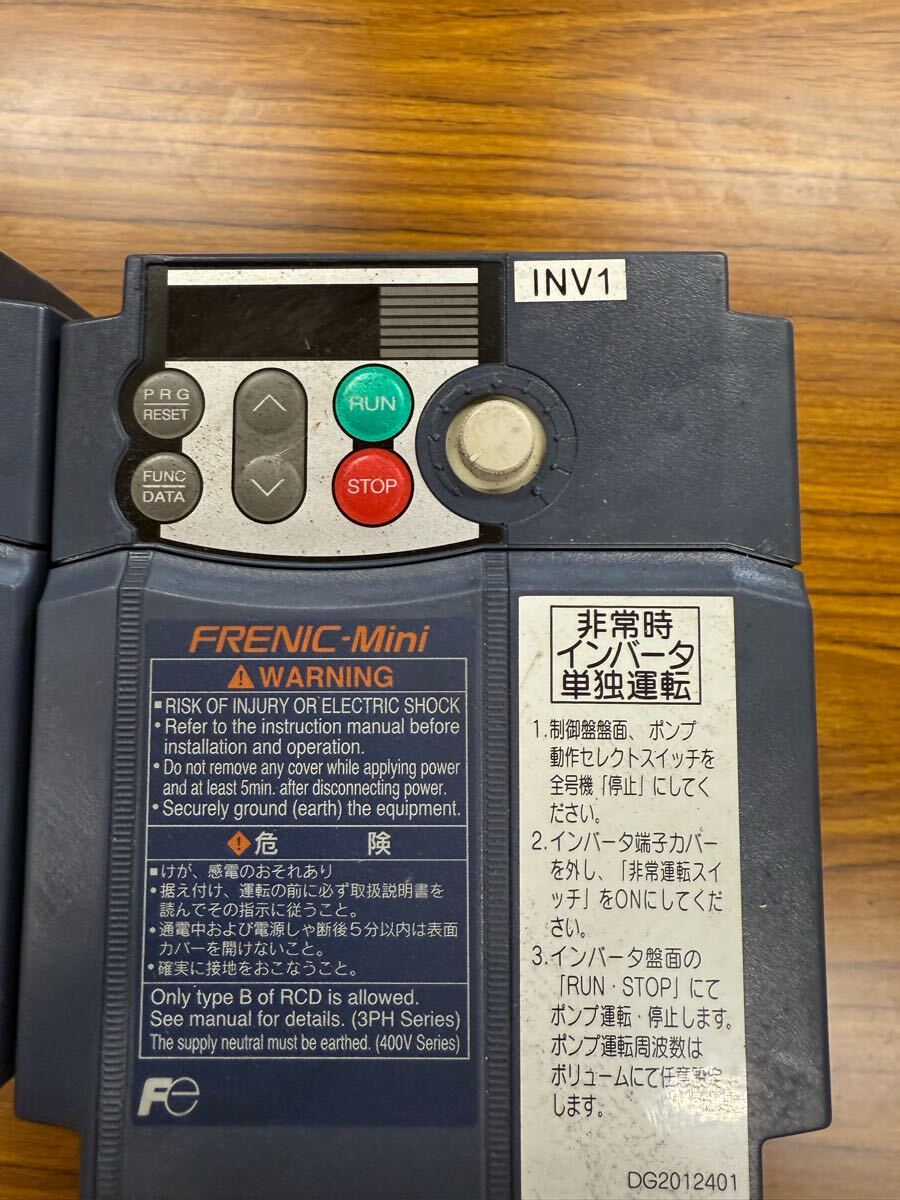 INV1
PRG
RESET
RUN
FUNC
DATA
STOP
FRENIC-Mini
WARNING
■RISK OF INJURY OR ELECTRIC SHOCK
•Refer to the instruction manual before
installation and operation.
•Do not remove any cover while applying power
and at least 5min. after disconnecting power.
•Securely ground (earth) the equipment.
危 険
■けが、感電のおそれあり
•据え付け、運転の前に必ず取扱説明書を
読んでその指示に従うこと。
•通電中および電源しゃ断後5分以内は表面
カバーを開けないこと。
•確実に接地をおこなうこと。
Only type B of RCD is allowed.
See manual for details. (3PH Series)
The supply neutral must be earthed. (400V Series)
Fe
非常時
インバータ
単独運転
1.制御盤盤面、ポンプ
動作セレクトスイッチを
全号機「停止」にしてく
ださい。
2.インバータ端子カバー
を外し、「非常運転スイ
ッチ」をONにしてくだ
さい。
3.インバータ盤面の
「RUN・STOP」にて
ポンプ運転・停止します。
ポンプ運転周波数は
ボリュームにて任意設定
します。
DG2012401